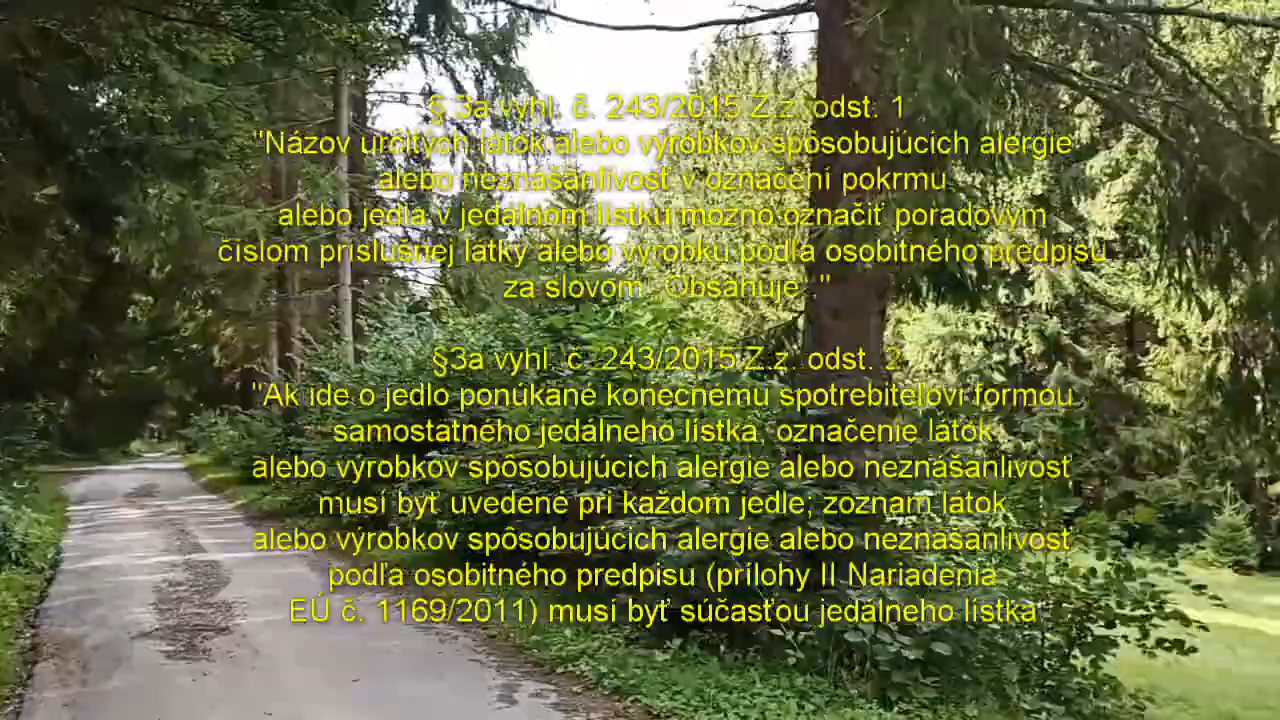 § 3a vyhl. č. 243/2015 Z.z. odst. 1
"Názov určitých látok alebo výrobkov spôsobujúcich alergie
alebo neznášanlivosť v označení pokrmu
alebo jedla v jedálnom lístku možno označiť poradovým
číslom príslušnej látky alebo výrobku podľa osobitného predpisu
za slovom „Obsahuje“."
§3a vyhl. č. 243/2015 Z.z. odst. 2
"Ak ide o jedlo ponúkané konečnému spotrebiteľovi formou
samostatného jedálneho lístka, označenie látok
alebo výrobkov spôsobujúcich alergie alebo neznášanlivosť
musí byť uvedené pri každom jedle; zoznam látok
alebo výrobkov spôsobujúcich alergie alebo neznášanlivosť
podľa osobitného predpisu (prílohy II Nariadenia
EÚ č. 1169/2011) musí byť súčasťou jedálneho lístka